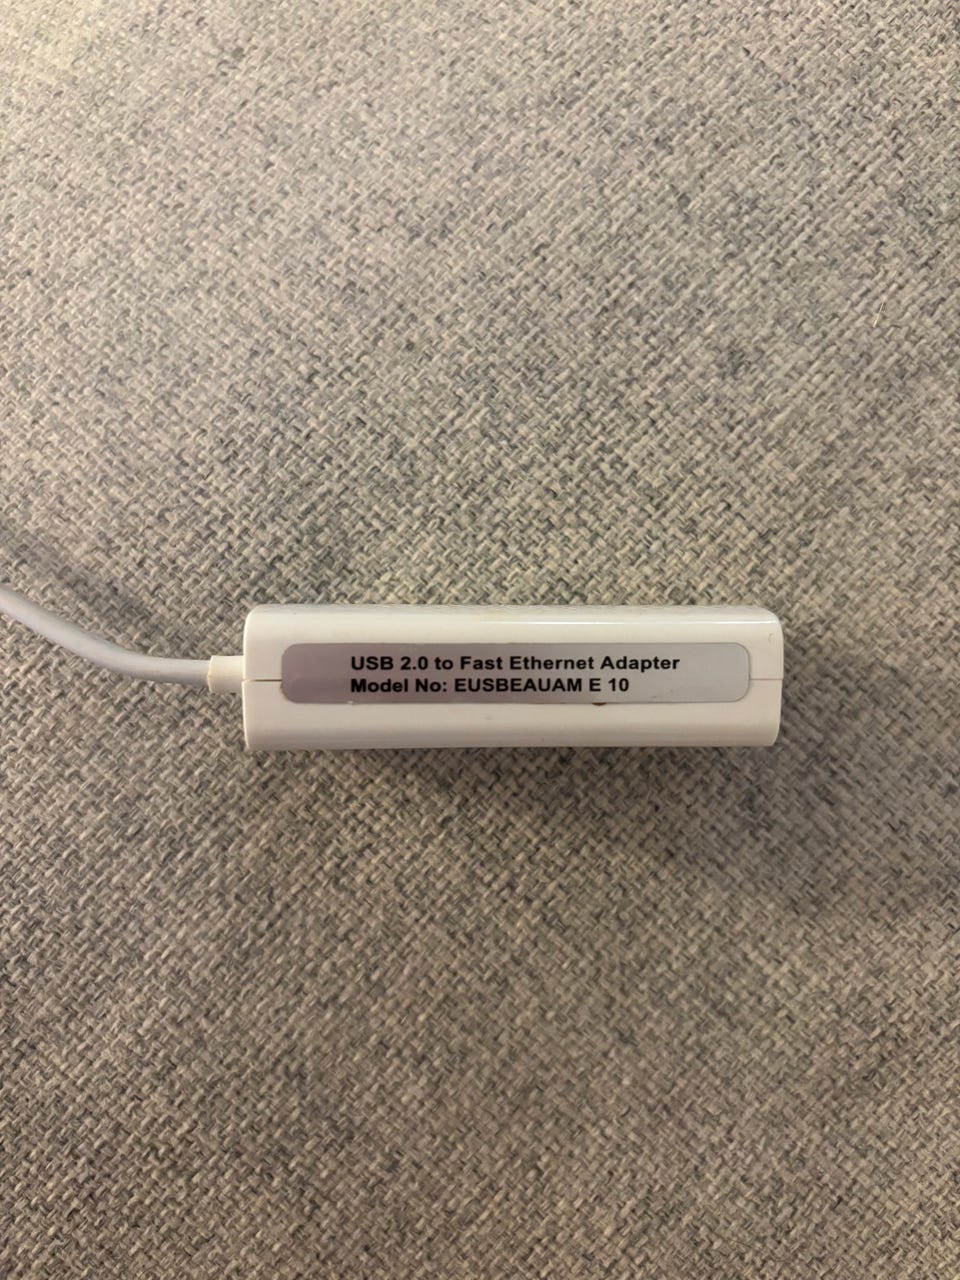 USB 2.0 to Fast Ethernet Adapter
Model No: EUSBEAUAM E 10